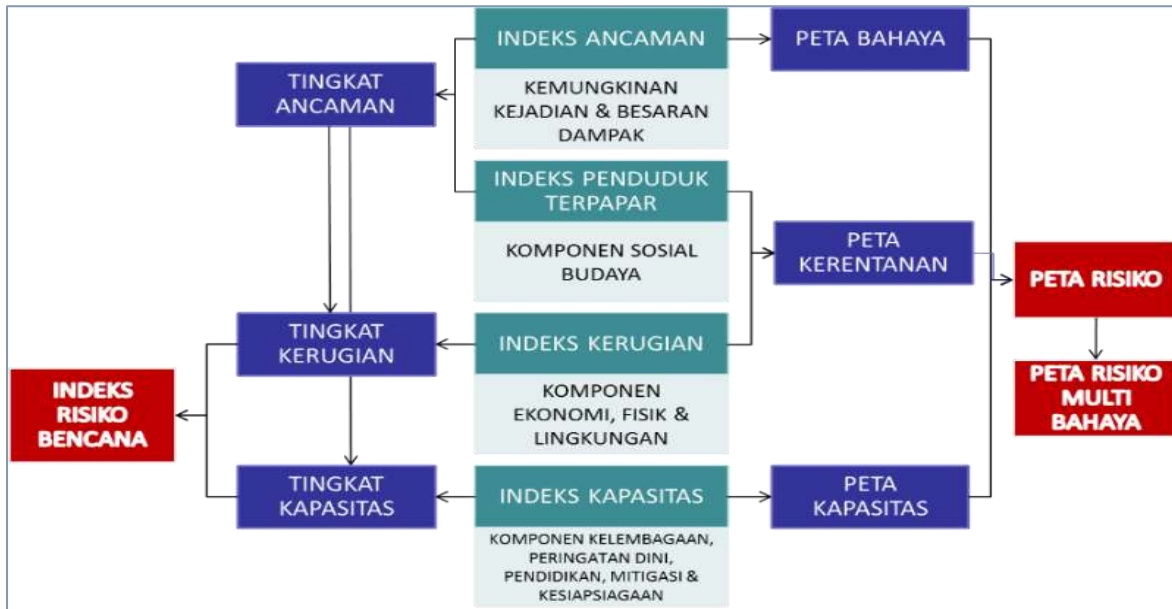 INDEKS ANCAMAN
KEMUNGKINAN
KEJADIAN & BESARAN
DAMPAK
PETA BAHAYA
TINGKAT
ANCAMAN
INDEKS PENDUDUK
TERPAPAR
KOMPONEN SOSIAL
BUDAYA
PETA
KERENTANAN
PETA RISIKO
TINGKAT
KERUGIAN
INDEKS KERUGIAN
KOMPONEN
EKONOMI, FISIK &
LINGKUNGAN
PETA RISIKO
MULTI
BAHAYA
INDEKS
RISIKO
BENCANA
TINGKAT
KAPASITAS
INDEKS KAPASITAS
KOMPONEN KELEMBAGAAN,
PERINGATAN DINI,
PENDIDIKAN, MITIGASI &
KESIAPSIAGAAN
PETA
KAPASITAS